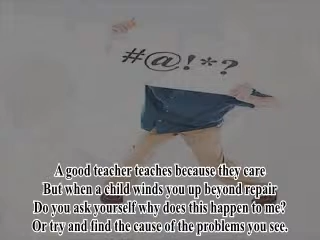 #@!*?
A good teacher teaches because they care
But when a child winds you up beyond repair
Do you ask yourself why does this happen to me?
Or try and find the cause of the problems you see.